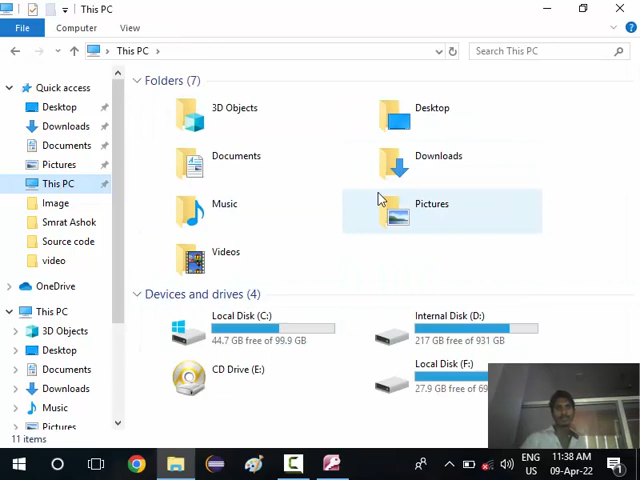 This PC
File
Computer
View
This PC
Search This PC
Quick access
Desktop
Downloads
Documents
Pictures
This PC
Image
Smrat Ashok
Source code
video
OneDrive
This PC
3D Objects
Desktop
Documents
Downloads
Music
Pictures
Folders (7)
3D Objects
Desktop
Documents
Downloads
Music
Pictures
Videos
Devices and drives (4)
Local Disk (C:)
44.7 GB free of 99.9 GB
Internal Disk (D:)
217 GB free of 931 GB
CD Drive (E:)
Local Disk (F:)
27.9 GB free of
11 items
ENG
US
11:38 AM
09-Apr-22
1